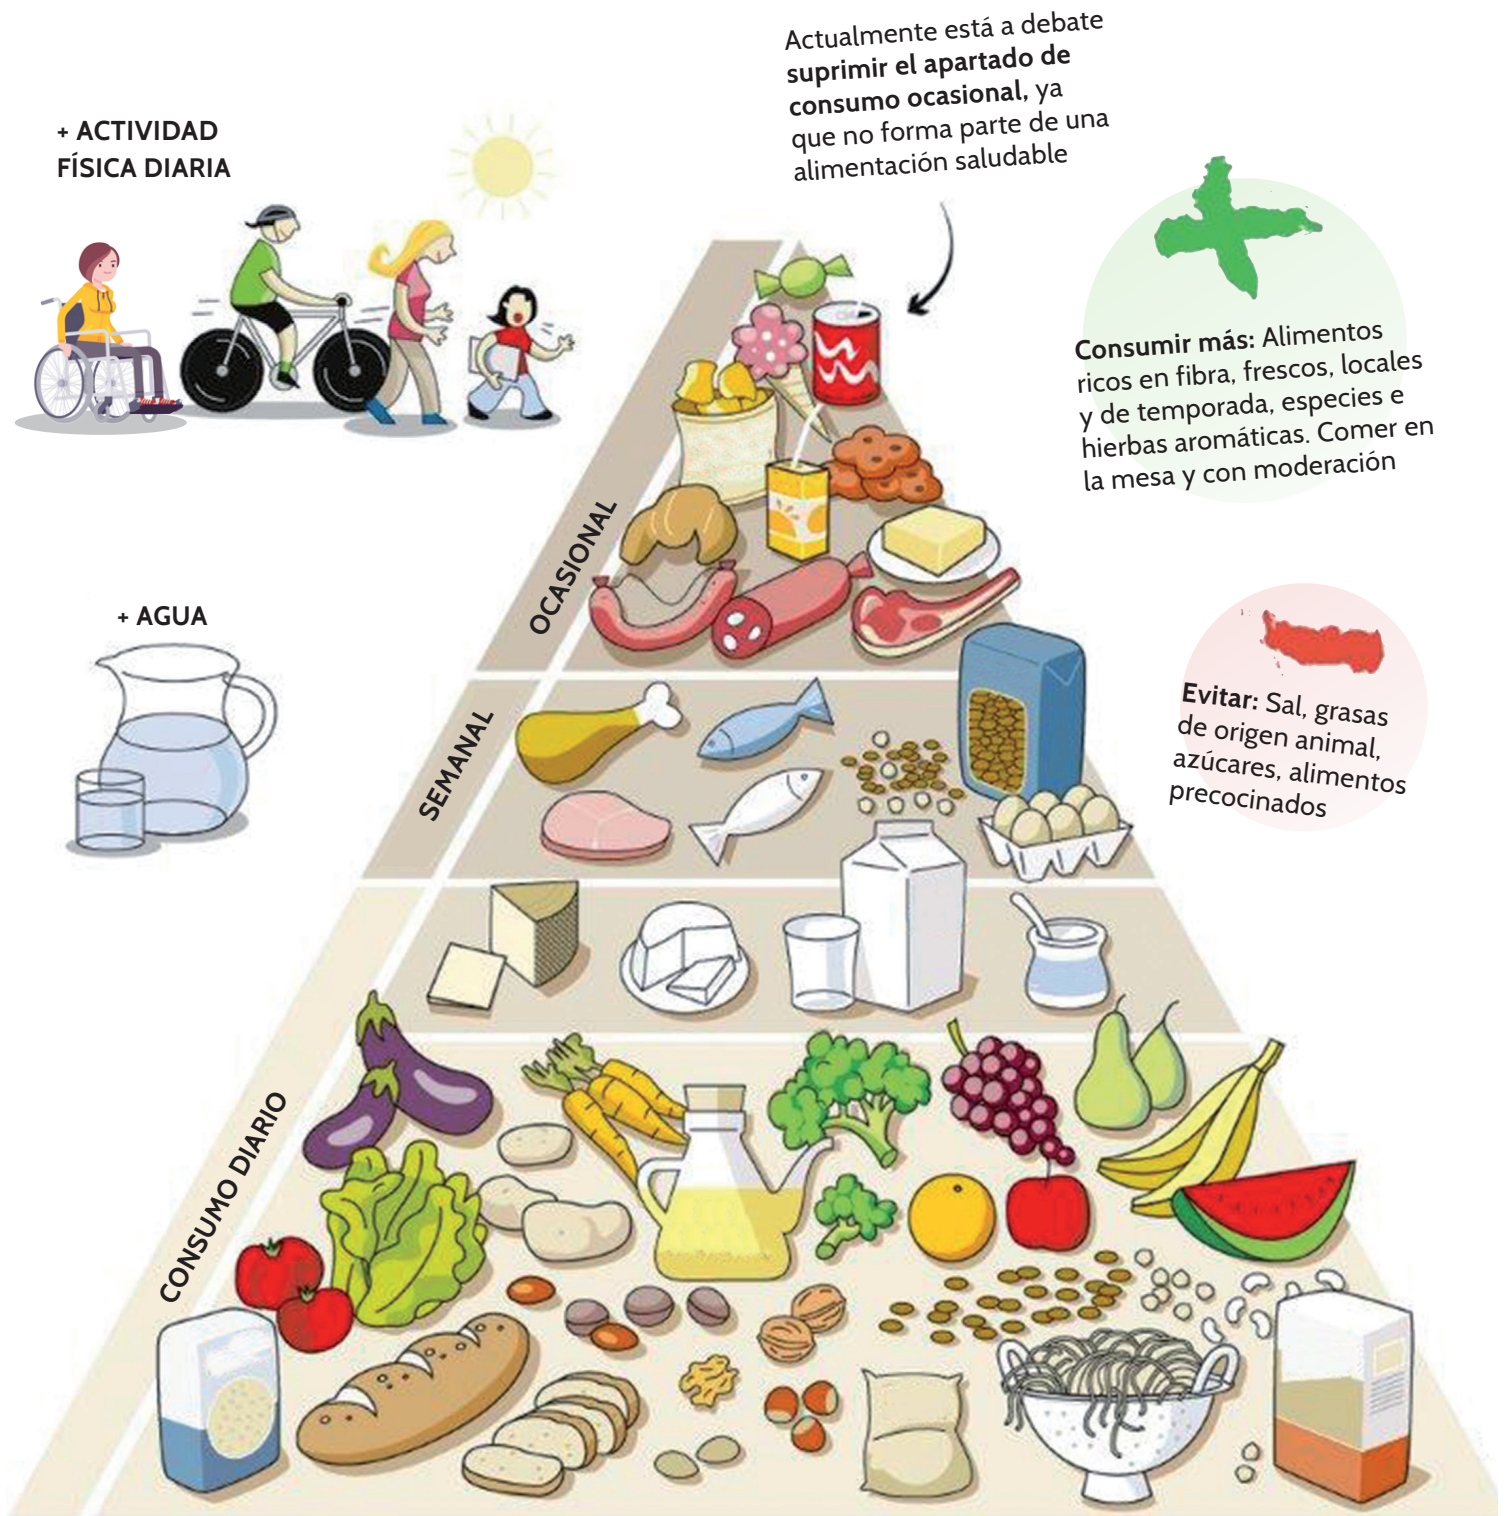 Actualmente está a debate
suprimir el apartado de
consumo ocasional, ya
que no forma parte de una
alimentación saludable
+ ACTIVIDAD
FÍSICA DIARIA
Consumir más: Alimentos
ricos en fibra, frescos, locales
y de temporada, especies e
hierbas aromáticas. Comer en
la mesa y con moderación
OCASIONAL
+ AGUA
Evitar: Sal, grasas
de origen animal,
azúcares, alimentos
precocinados
SEMANAL
CONSUMO DIARIO